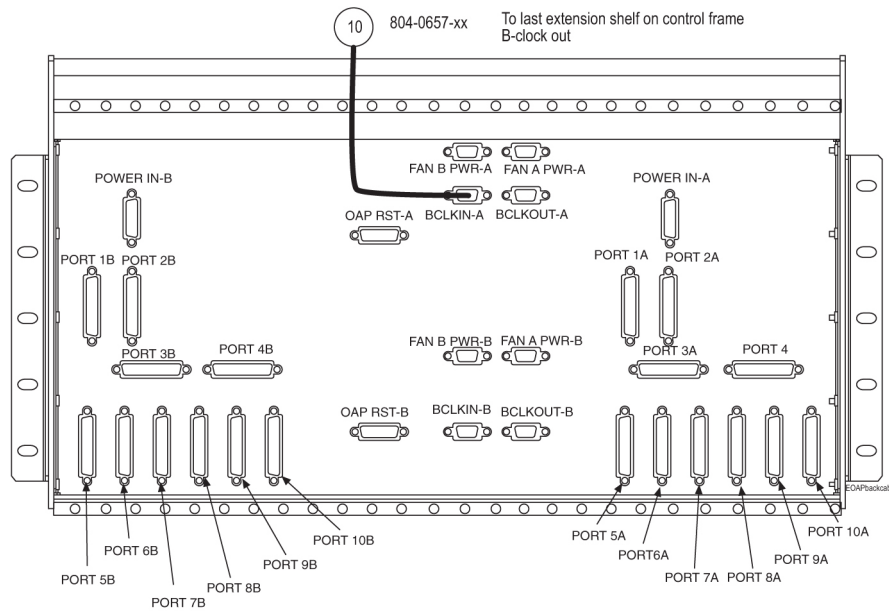 10
804-0657-xx
To last extension shelf on control frame
B-clock out
FAN B PWR-A
FAN A PWR-A
POWER IN-B
POWER IN-A
OAP RST-A
BCLKIN-A
BCLKOUT-A
PORT 1B
PORT 2B
PORT 1A
PORT 2A
FAN B PWR-B
FAN A PWR-B
PORT 3B
PORT 4B
PORT 3A
PORT 4
OAP RST-B
BCLKIN-B
BCLKOUT-B
EOAPbackcab
PORT 5B
PORT 6B
PORT 7B
PORT 8B
PORT 9B
PORT 10B
PORT 5A
PORT6A
PORT 7A
PORT 8A
PORT 9A
PORT 10A